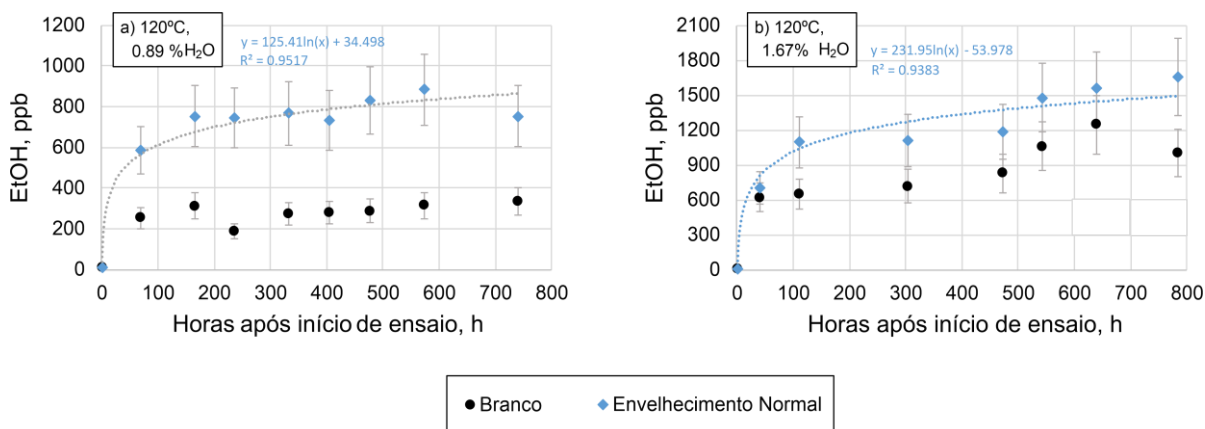 a) 120ºC,
0.89 %H₂O
y = 125.41ln(x) + 34.498
R² = 0.9517
EtOH, ppb
1200
1000
800
600
400
200
0
0 100 200 300 400 500 600 700 800
Horas após início de ensaio, h
b) 120ºC,
1.67% H₂O
y = 231.95ln(x) - 53.978
R² = 0.9383
EtOH, ppb
2100
1800
1500
1200
900
600
300
0
0 100 200 300 400 500 600 700 800
Horas após início de ensaio, h
Branco Envelhecimento Normal